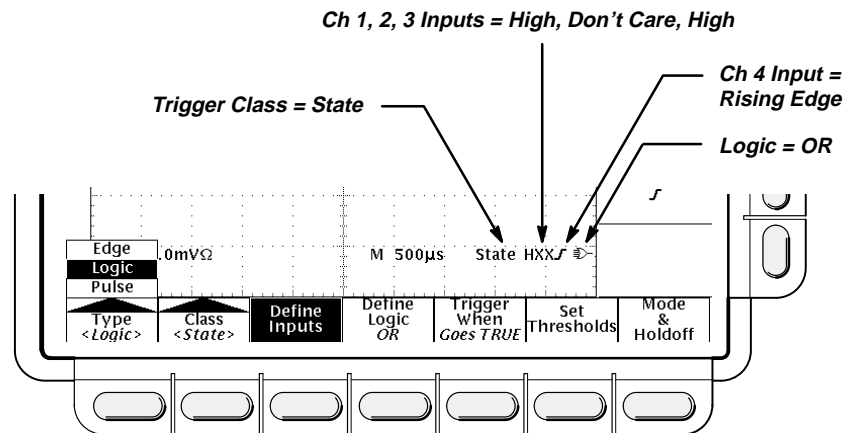 Ch 1, 2, 3 Inputs = High, Don't Care, High
Ch 4 Input =
Rising Edge
Trigger Class = State
Logic = OR
Edge
Logic
Pulse
.0mVΩ
M 500µs
State HXX
Type
<Logic>
Class
<State>
Define
Inputs
Define
Logic
OR
Trigger
When
Goes TRUE
Set
Thresholds
Mode
&
Holdoff